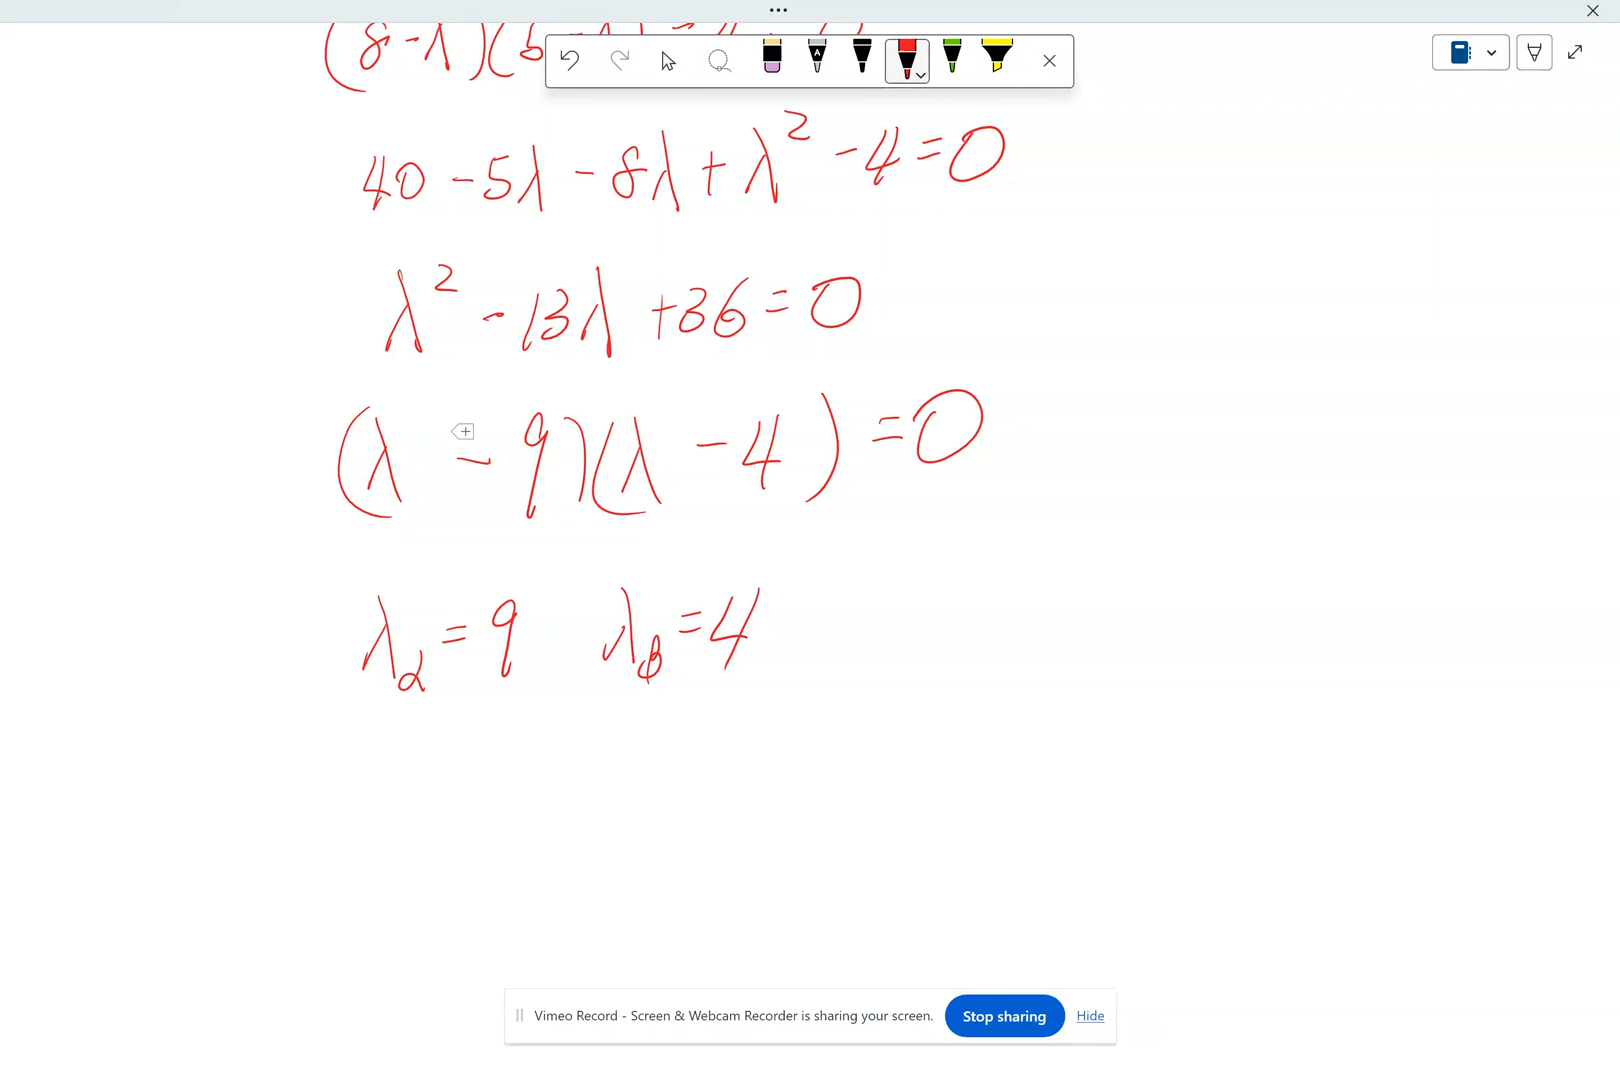 (8-λ)(5
40 - 5λ - 8λ + λ² - 4 = 0
λ² - 13λ + 36 = 0
(λ - 9)(λ - 4) = 0
λα = 9 λβ = 4
Vimeo Record - Screen & Webcam Recorder is sharing your screen. Stop sharing Hide